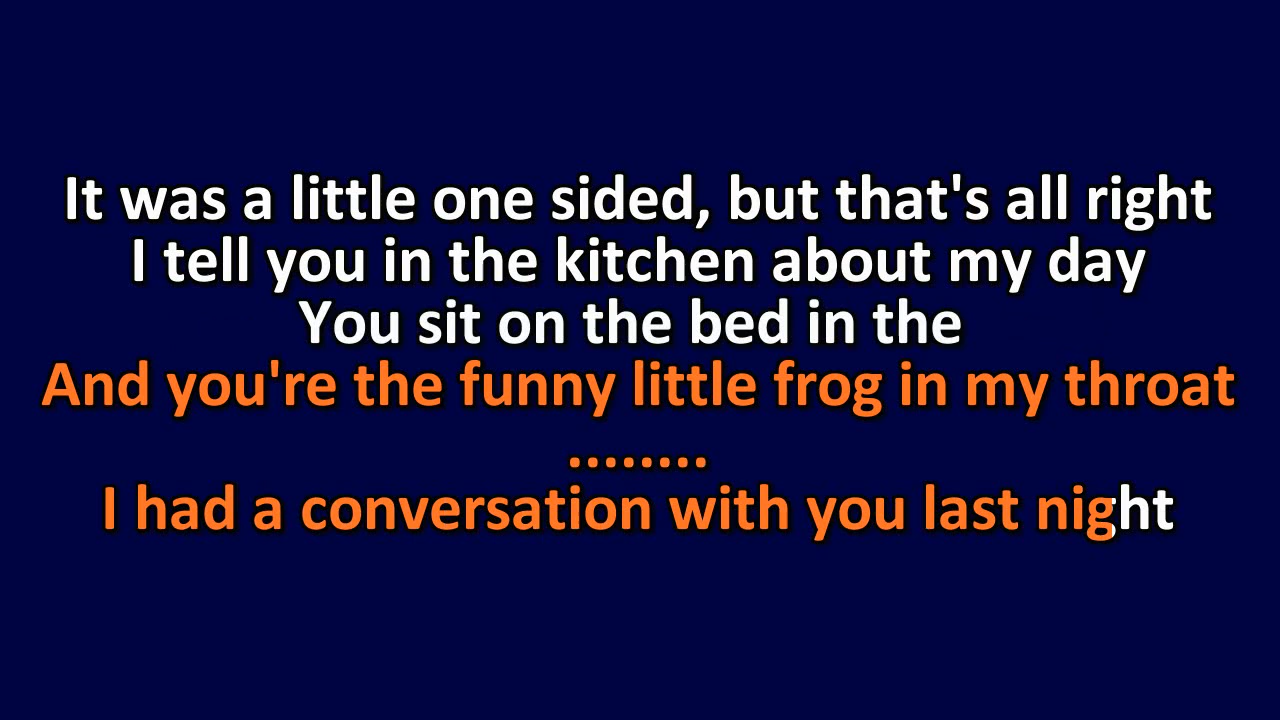 It was a little one sided, but that's all right
I tell you in the kitchen about my day
You sit on the bed in the
And you're the funny little frog in my throat
........
I had a conversation with you last night